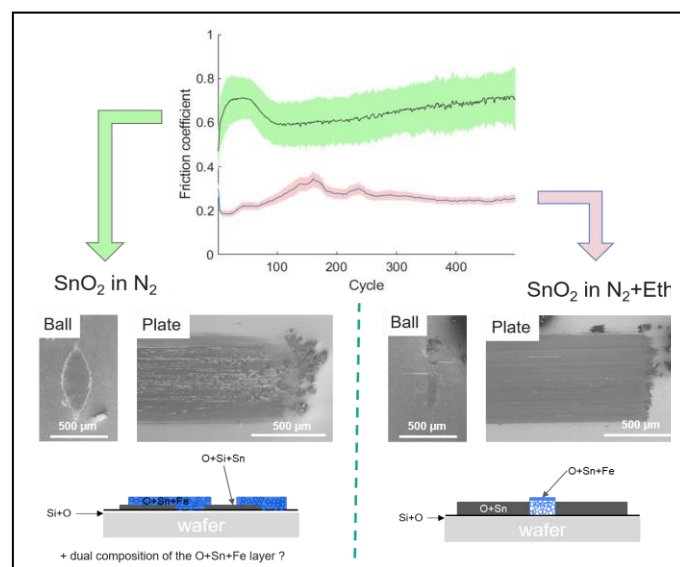 1
0.8
0.6
0.4
0.2
0
Friction coefficient
100
200
300
400
Cycle
SnO2 in N2
SnO2 in N2+Eth
Ball
Plate
Ball
Plate
500 µm
500 µm
500 µm
500 µm
O+Si+Sn
O+Sn+Fe
Si+O
wafer
+ dual composition of the O+Sn+Fe layer ?
O+Sn+Fe
O+Sn
Si+O
wafer